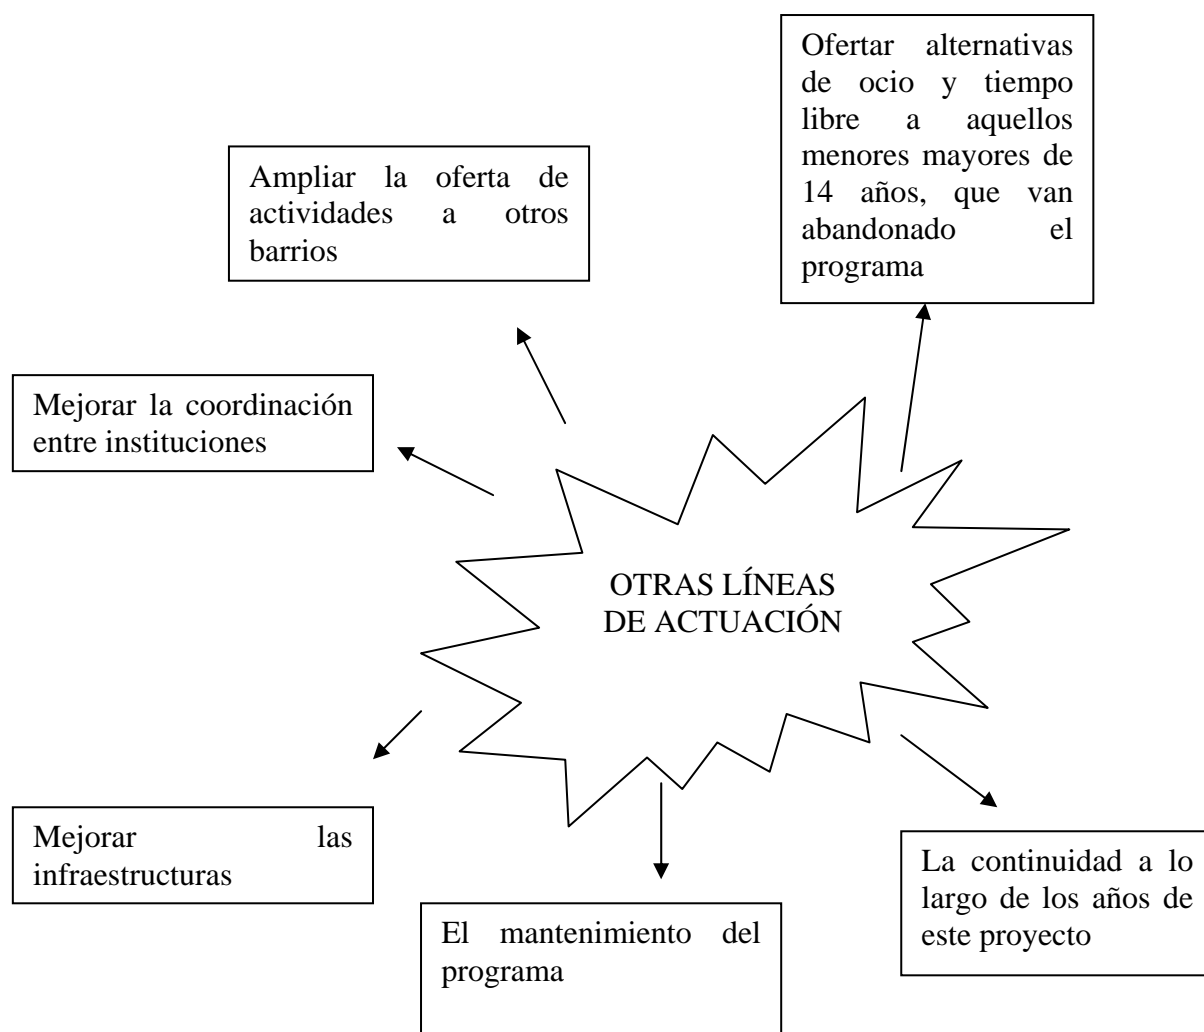 Ofertar alternativas
de ocio y tiempo
libre a aquellos
menores mayores de
14 años, que van
abandonado el
programa
Ampliar la oferta de
actividades a otros
barrios
Mejorar la coordinación
entre instituciones
OTRAS LÍNEAS
DE ACTUACIÓN
Mejorar las
infraestructuras
La continuidad a lo
largo de los años de
este proyecto
El mantenimiento del
programa